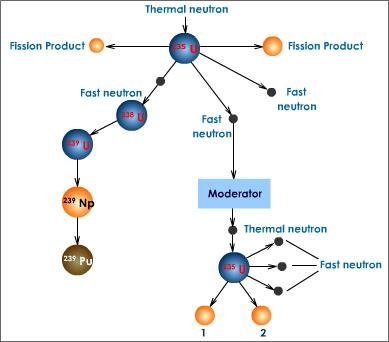 Thermal neutron
Fission Product
235 U
Fission Product
Fast neutron
238 U
Fast
neutron
Fast
neutron
239 U
239 Np
Moderator
Thermal neutron
239 Pu
235 U
Fast neutron
1
2